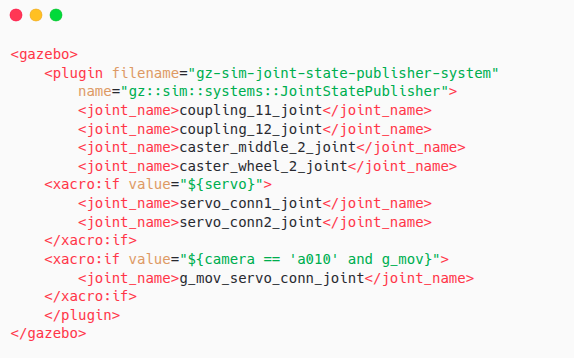 <gazebo>
    <plugin filename="gz-sim-joint-state-publisher-system"
        name="gz::sim::systems::JointStatePublisher">
        <joint_name>coupling_11_joint</joint_name>
        <joint_name>coupling_12_joint</joint_name>
        <joint_name>caster_middle_2_joint</joint_name>
        <joint_name>caster_wheel_2_joint</joint_name>
    <xacro:if value="${servo}">
        <joint_name>servo_conn1_joint</joint_name>
        <joint_name>servo_conn2_joint</joint_name>
    </xacro:if>
    <xacro:if value="${camera == 'a010' and g_mov}">
        <joint_name>g_mov_servo_conn_joint</joint_name>
    </xacro:if>
    </plugin>
</gazebo>